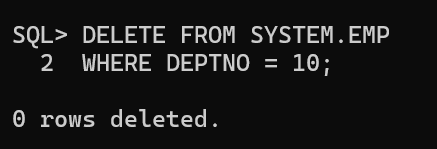 SQL> DELETE FROM SYSTEM.EMP
  2  WHERE DEPTNO = 10;
0 rows deleted.